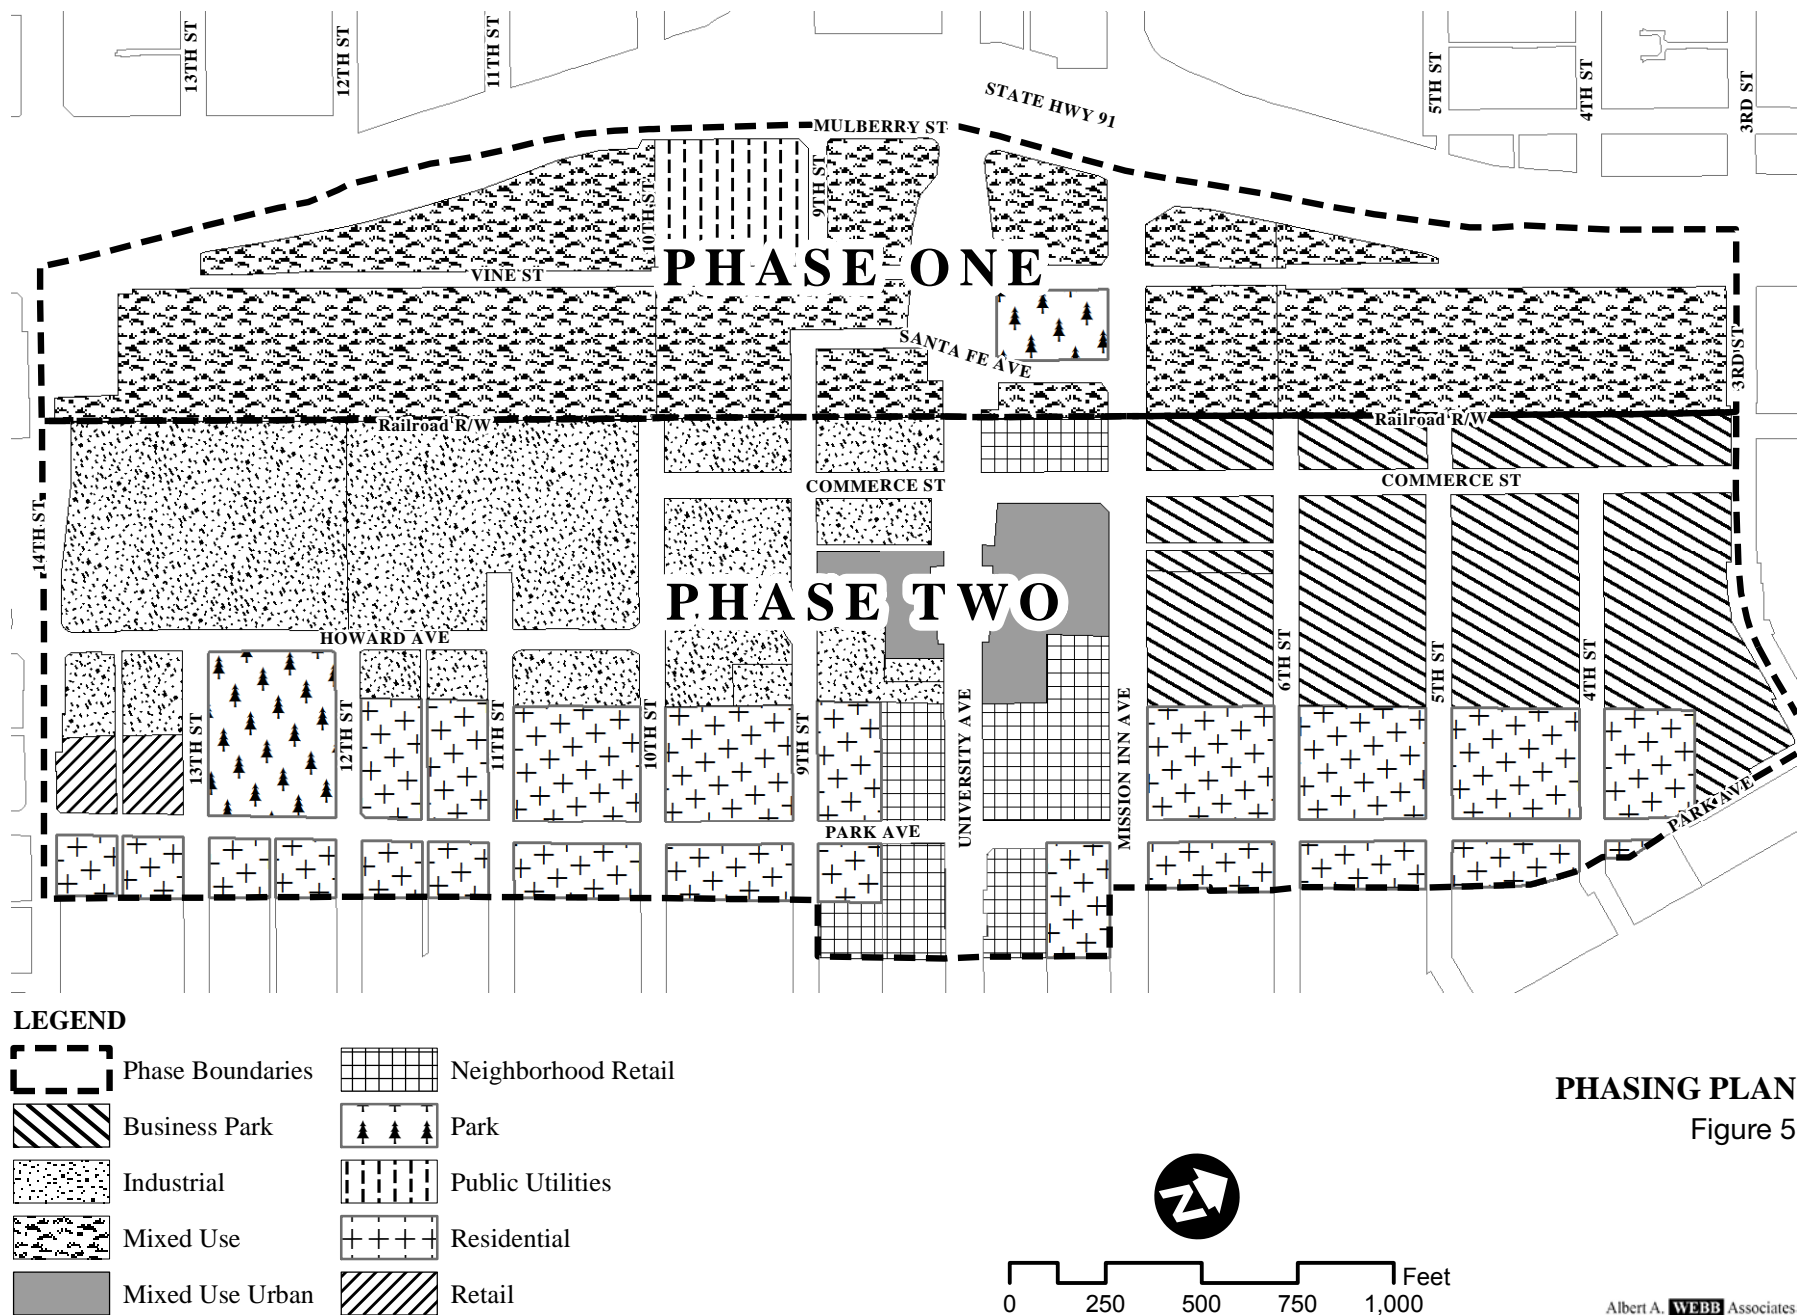 13TH ST
12TH ST
11TH ST
5TH ST
4TH ST
3RD ST
STATE HWY 91
MULBERRY ST
10TH ST
9TH ST
PHASE ONE
VINE ST
SANTA FE AVE
3RD ST
Railroad R/W
Railroad R/W
COMMERCE ST
COMMERCE ST
14TH ST
PHASE TWO
HOWARD AVE
13TH ST
12TH ST
11TH ST
10TH ST
9TH ST
UNIVERSITY AVE
MISSION INN AVE
6TH ST
5TH ST
4TH ST
PARK AVE
PARK AVE
LEGEND
Phase Boundaries
Business Park
Industrial
Mixed Use
Mixed Use Urban
Neighborhood Retail
Park
Public Utilities
Residential
Retail
PHASING PLAN
Figure 5
N
Feet
0 250 500 750 1,000
Albert A. WEBB Associates